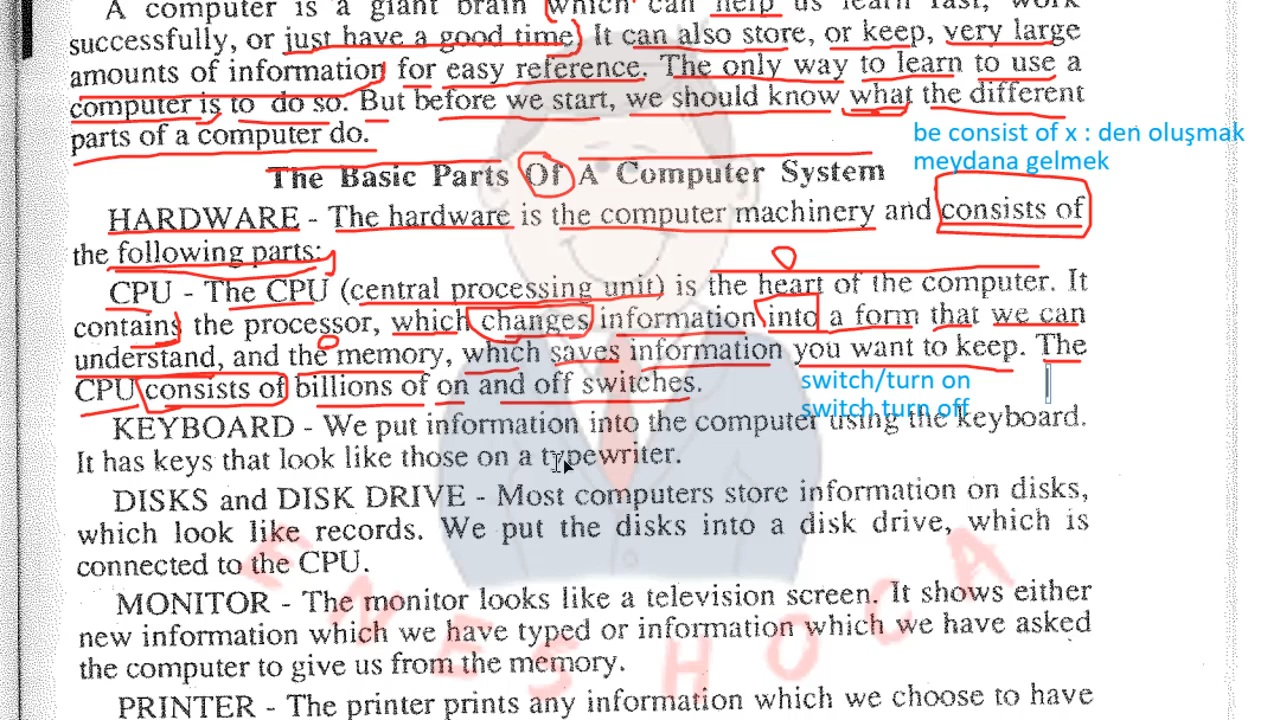 A computer is a giant brain (which can help us learn fast, work
successfully, or just have a good time) It can also store, or keep, very large
amounts of information for easy reference. The only way to learn to use a
computer is to do so. But before we start, we should know what the different
parts of a computer do.
be consist of x : den oluşmak
meydana gelmek
The Basic Parts Of A Computer System
HARDWARE - The hardware is the computer machinery and consists of
the following parts:
CPU - The CPU (central processing unit) is the heart of the computer. It
contains the processor, which changes information into a form that we can
understand, and the memory, which saves information you want to keep. The
CPU consists of billions of on and off switches.
switch/turn on
switch turn off
KEYBOARD - We put information into the computer using the keyboard.
It has keys that look like those on a typewriter.
DISKS and DISK DRIVE - Most computers store information on disks,
which look like records. We put the disks into a disk drive, which is
connected to the CPU.
MONITOR - The monitor looks like a television screen. It shows either
new information which we have typed or information which we have asked
the computer to give us from the memory.
PRINTER - The printer prints any information which we choose to have
ENES HOCA